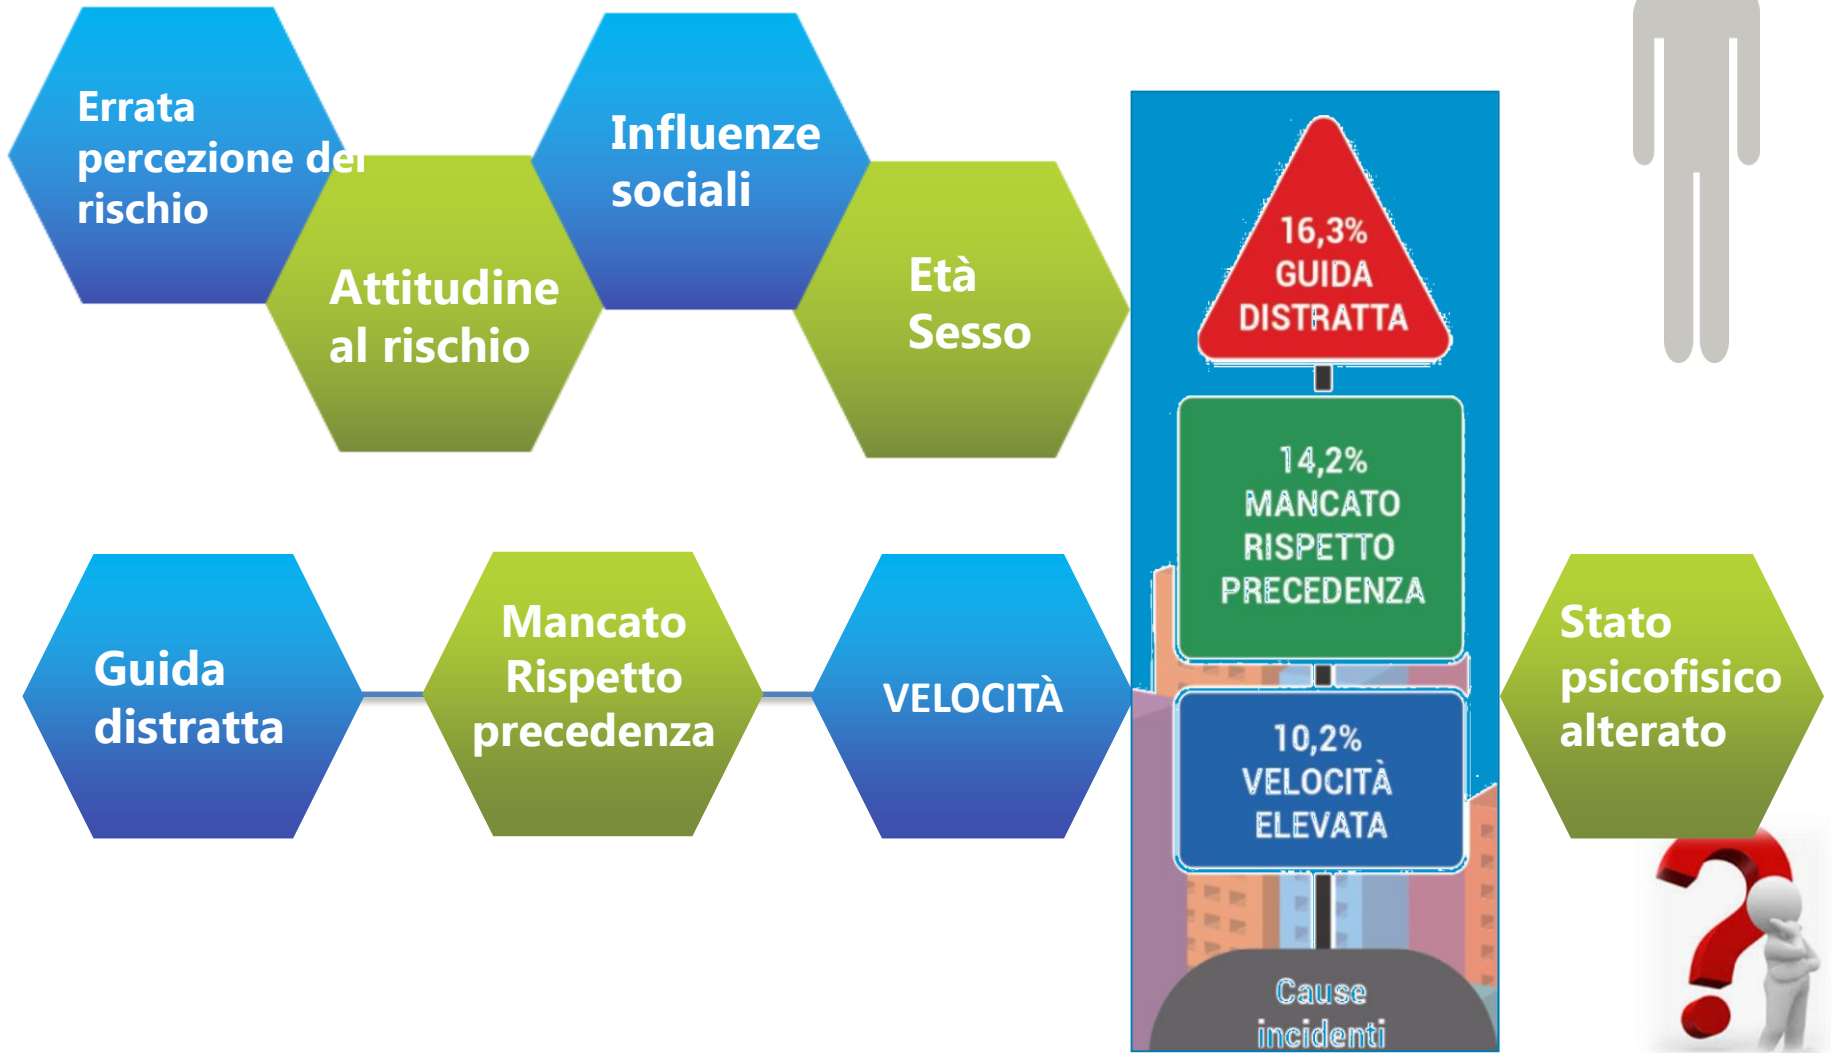 Errata
percezione del
rischio
Attitudine
al rischio
Influenze
sociali
Età
Sesso
16,3%
GUIDA
DISTRATTA
14,2%
MANCATO
RISPETTO
PRECEDENZA
10,2%
VELOCITÀ
ELEVATA
Cause
incidenti
Guida
distratta
Mancato
Rispetto
precedenza
VELOCITÀ
Stato
psicofisico
alterato